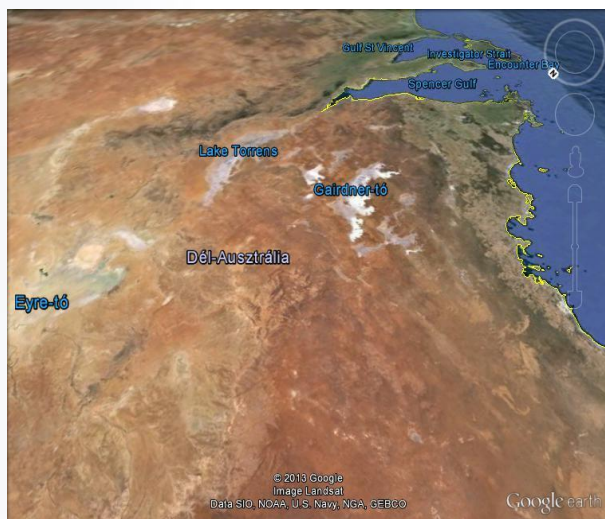 Gulf St Vincent
Investigator Strait
Encounter Bay
Spencer Gulf
Lake Torrens
Gairdner-tó
Dél-Ausztrália
Eyre-tó
N
© 2013 Google
Image Landsat
Data SIO, NOAA, U.S. Navy, NGA, GEBCO
Google earth